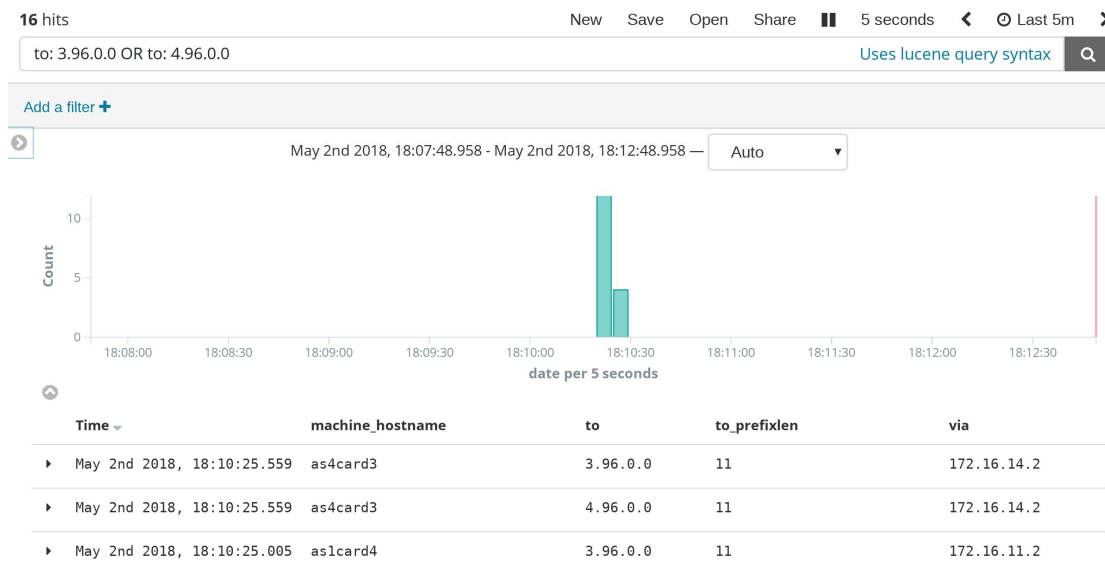 16 hits New Save Open Share 5 seconds Last 5m
to: 3.96.0.0 OR to: 4.96.0.0 Uses lucene query syntax
Add a filter
May 2nd 2018, 18:07:48.958 - May 2nd 2018, 18:12:48.958 — Auto
Count
10
5
0
18:08:00 18:08:30 18:09:00 18:09:30 18:10:00 18:10:30 18:11:00 18:11:30 18:12:00 18:12:30
date per 5 seconds
Time machine_hostname to to_prefixlen via
May 2nd 2018, 18:10:25.559 as4card3 3.96.0.0 11 172.16.14.2
May 2nd 2018, 18:10:25.559 as4card3 4.96.0.0 11 172.16.14.2
May 2nd 2018, 18:10:25.005 as1card4 3.96.0.0 11 172.16.11.2